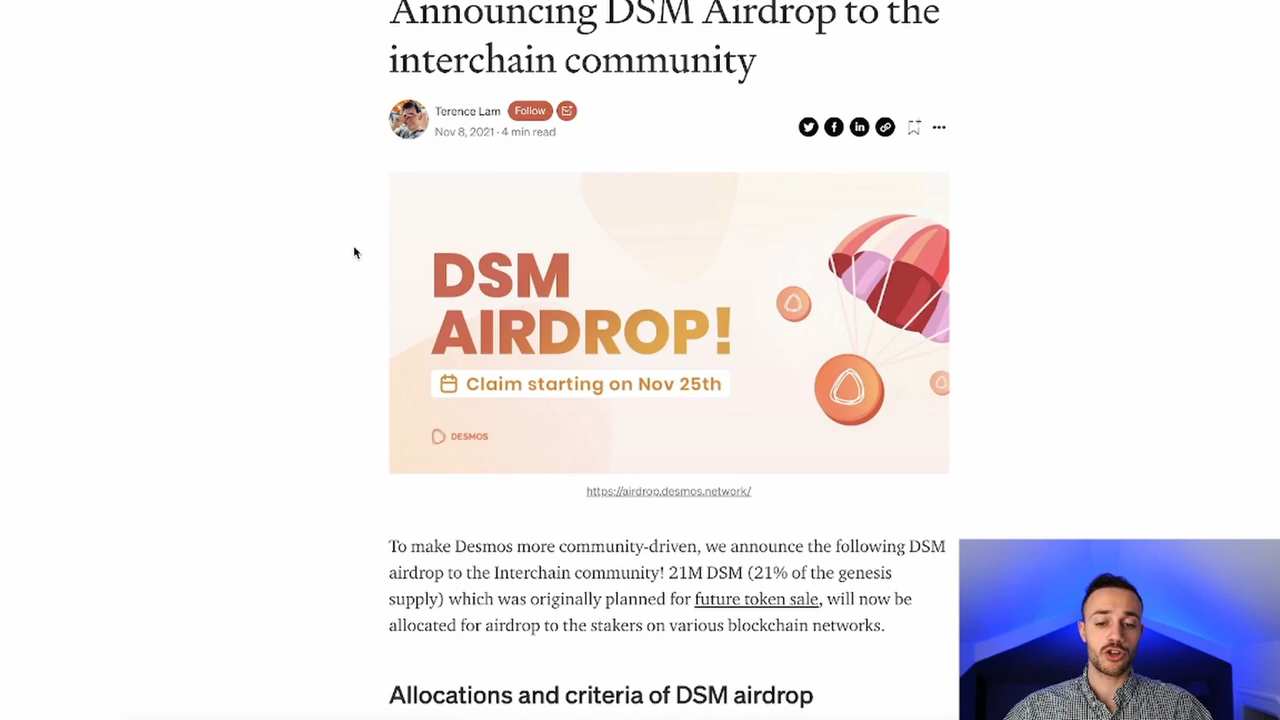 Announcing DSM Airdrop to the
interchain community
Terence Lam Follow
Nov 8, 2021 · 4 min read
DSM
AIRDROP!
Claim starting on Nov 25th
DESMOS
https://airdrop.desmos.network/
To make Desmos more community-driven, we announce the following DSM
airdrop to the Interchain community! 21M DSM (21% of the genesis
supply) which was originally planned for future token sale, will now be
allocated for airdrop to the stakers on various blockchain networks.
Allocations and criteria of DSM airdrop